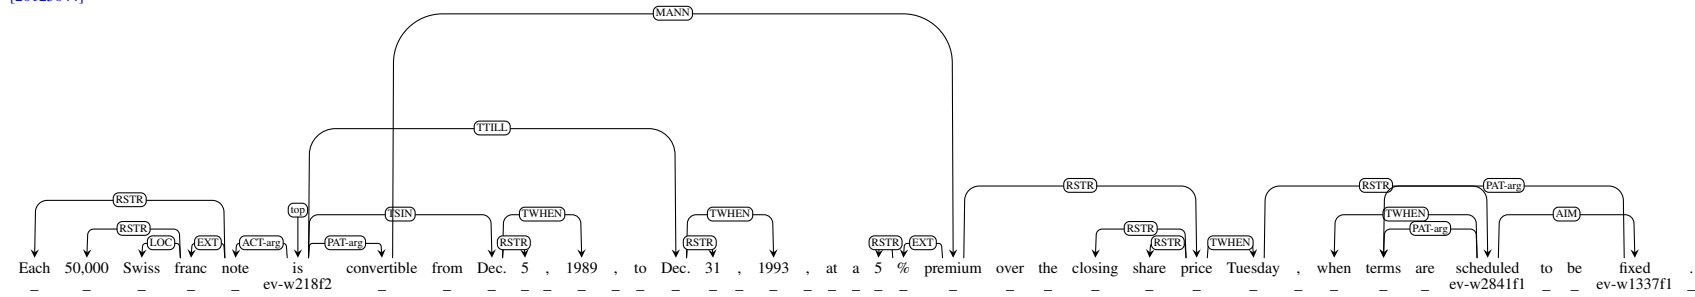 MANN
TTILL
RSTR RSTR RSTR PAT-arg
top TSIN TWHEN TWHEN TWHEN AIM
RSTR RSTR PAT-arg
LOC EXT ACT-arg PAT-arg RSTR RSTR RSTR EXT RSTR TWHEN
Each 50,000 Swiss franc note is convertible from Dec. 5 , 1989 , to Dec. 31 , 1993 , at a 5 % premium over the closing share price Tuesday , when terms are scheduled to be fixed .
ev-w218f2 ev-w2841f1 ev-w1337f1
_ _ _ _ _ _ _ _ _ _ _ _ _ _ _ _ _ _ _ _ _ _ _ _ _ _ _ _ _ _ _ _ _ _